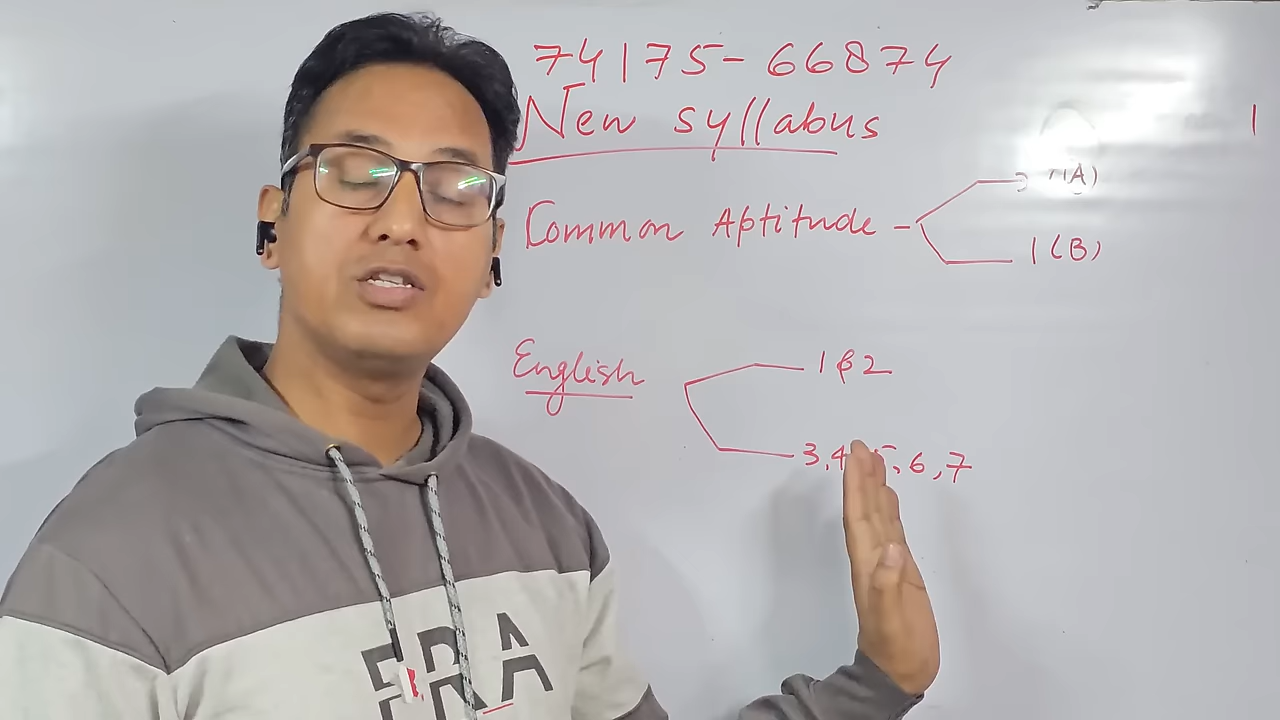 74175-66874
New syllabus
Common Aptitude - 1(A)
1(B)
English 1 & 2
3, 4, 5, 6, 7